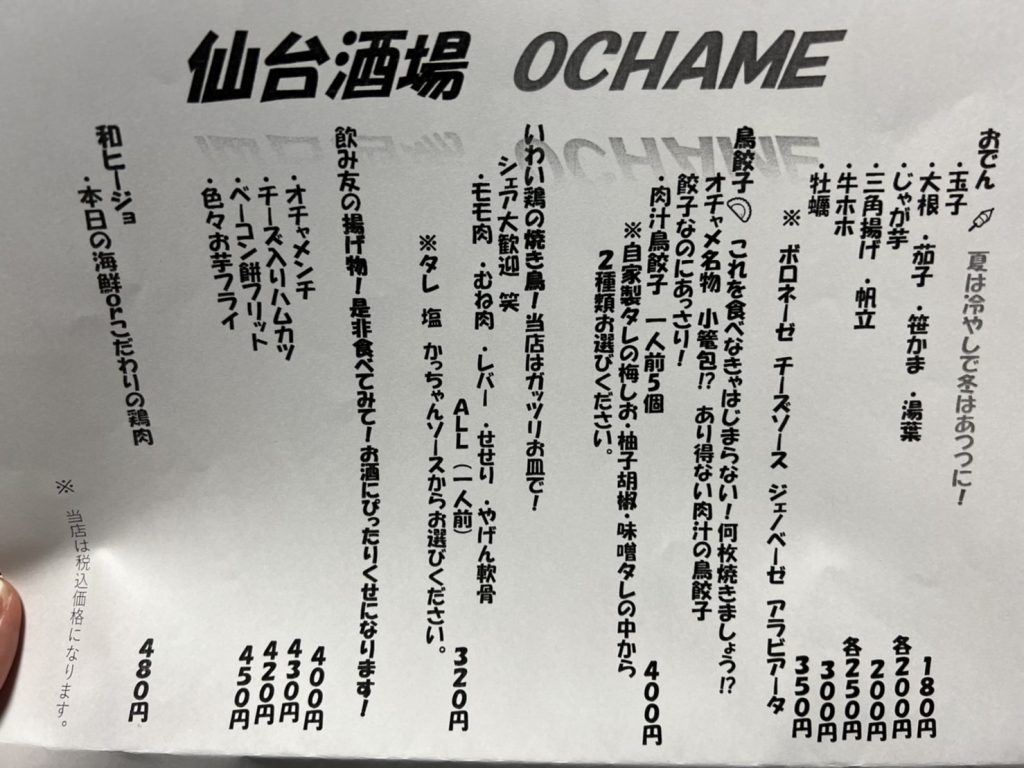 仙台酒場 OCHAME
おでん 夏は冷やしで冬はあつつに!
・玉子 180円
・大根・茄子・笹かま・湯葉 各200円
・じゃが芋 200円
・三角揚げ・帆立 各250円
・牛ホホ 300円
・牡蠣 350円
※ ボロネーゼ チーズソース ジェノベーゼ アラビアータ
鳥餃子 これを食べなきゃはじまらない!何枚焼きましょう!?
オチャメ名物 小篭包!? あり得ない肉汁の鳥餃子
餃子なのにあっさり!
・肉汁鳥餃子 一人前5個 400円
※自家製タレの梅しお・柚子胡椒・味噌タレの中から
2種類お選びください。
いわい鶏の焼き鳥!当店はガッツリお皿で!
シェア大歓迎 笑
・モモ肉・むね肉・レバー・せせり・やげん軟骨
ALL(一人前) 320円
※タレ 塩 かっちゃんソースからお選びください。
飲み友の揚げ物!是非食べてみて!お酒にぴったりくせになります!
・オチャメンチ 400円
・チーズ入りハムカツ 430円
・ベーコン餅フリット 420円
・色々お芋フライ 450円
和ヒージョ
・本日の海鮮orこだわりの鶏肉 480円
※ 当店は税込価格になります。